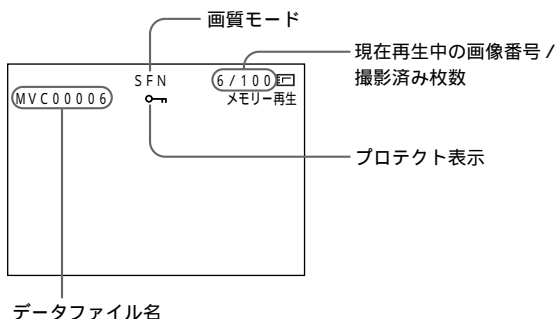 画質モード
現在再生中の画像番号 /
撮影済み枚数
SFN
6/100
MVC00006
メモリー再生
プロテクト表示
データファイル名